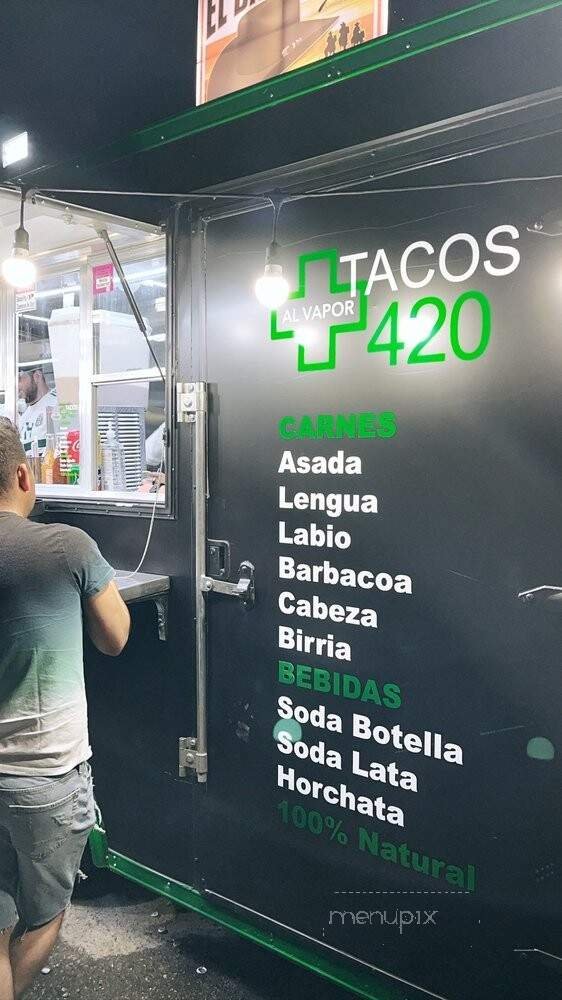 TACOS
AL VAPOR
420
CARNES
Asada
Lengua
Labio
Barbacoa
Cabeza
Birria
BEBIDAS
Soda Botella
Soda Lata
Horchata
100% Natural
menupix